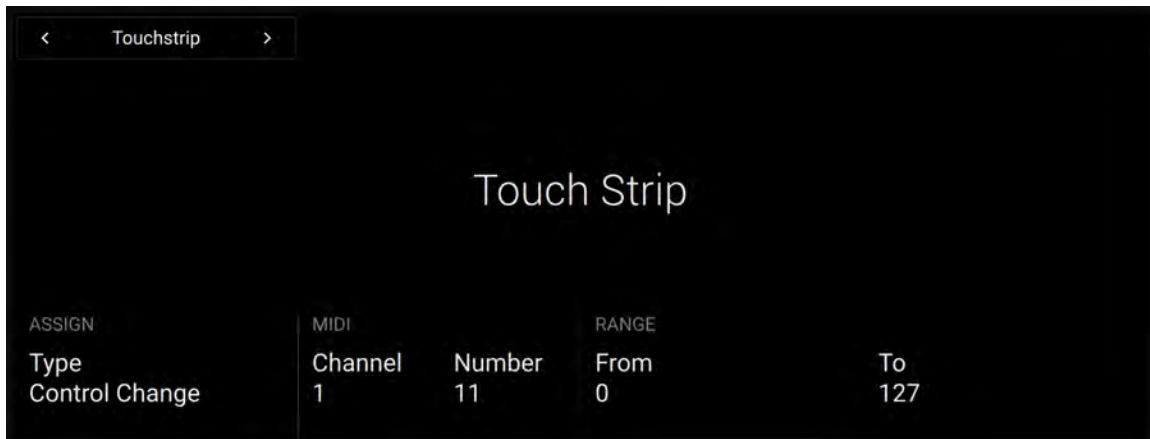 < Touchstrip >
Touch Strip
ASSIGN MIDI RANGE
Type Channel Number From To
Control Change 1 11 0 127